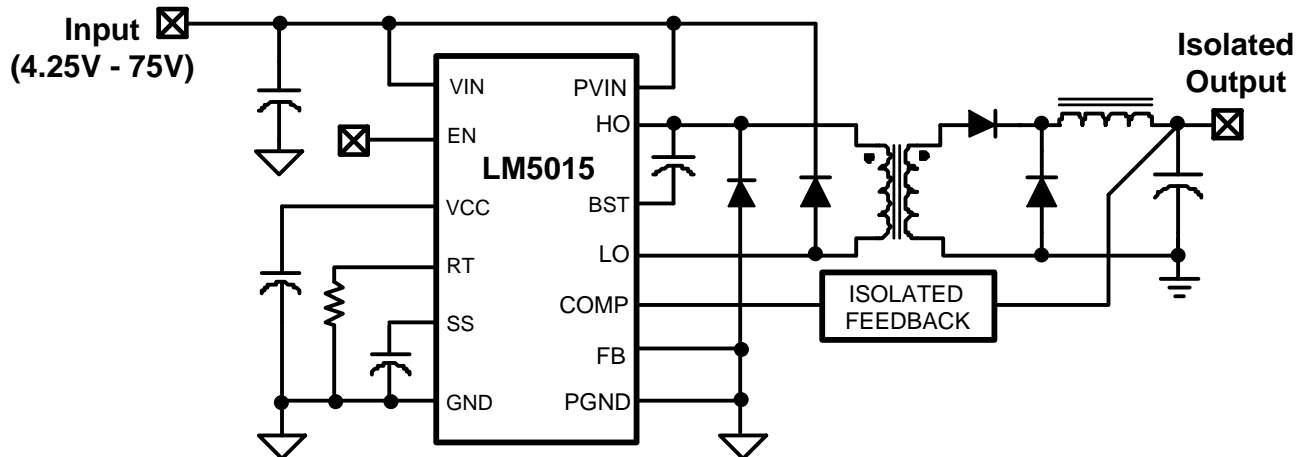 Input
(4.25V - 75V)
Isolated
Output
LM5015
VIN
EN
VCC
RT
SS
GND
PVIN
HO
BST
LO
COMP
FB
PGND
ISOLATED
FEEDBACK